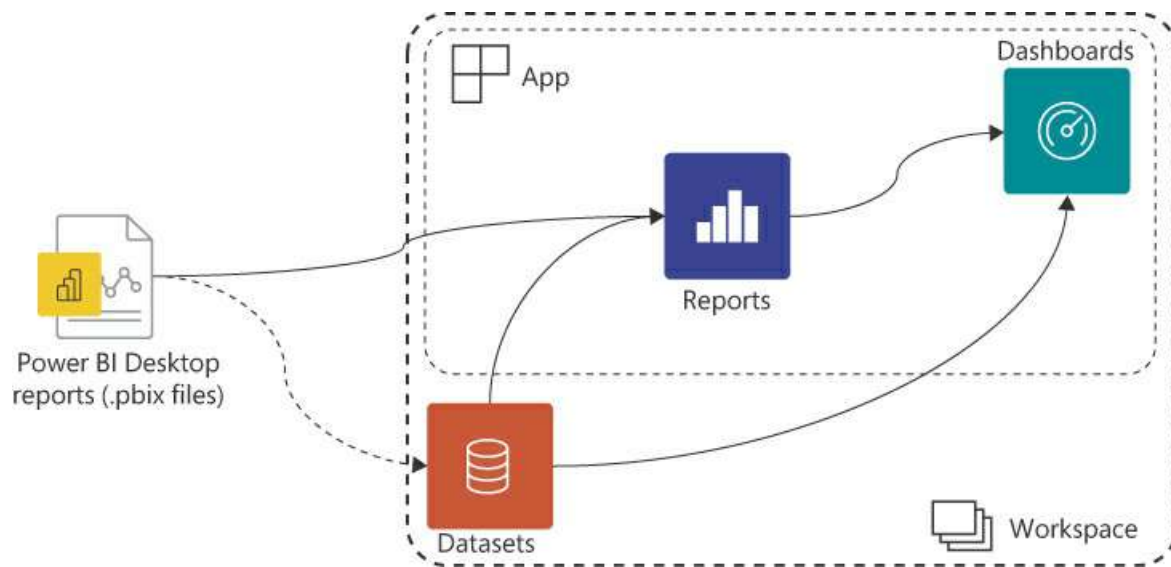 Dashboards
App
Reports
Power BI Desktop
reports (.pbix files)
Datasets
Workspace